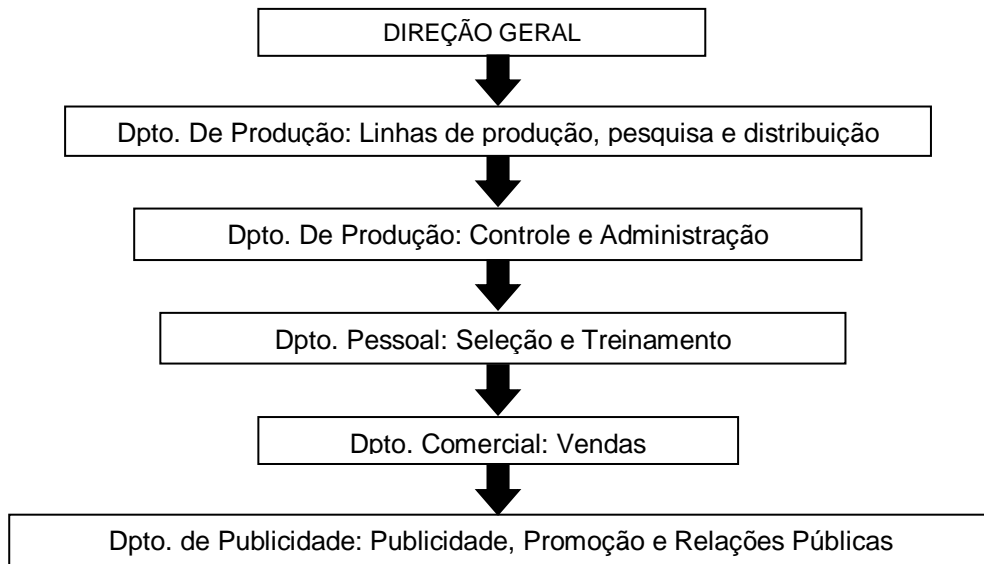 DIREÇÃO GERAL
Dpto. De Produção: Linhas de produção, pesquisa e distribuição
Dpto. De Produção: Controle e Administração
Dpto. Pessoal: Seleção e Treinamento
Dpto. Comercial: Vendas
Dpto. de Publicidade: Publicidade, Promoção e Relações Públicas